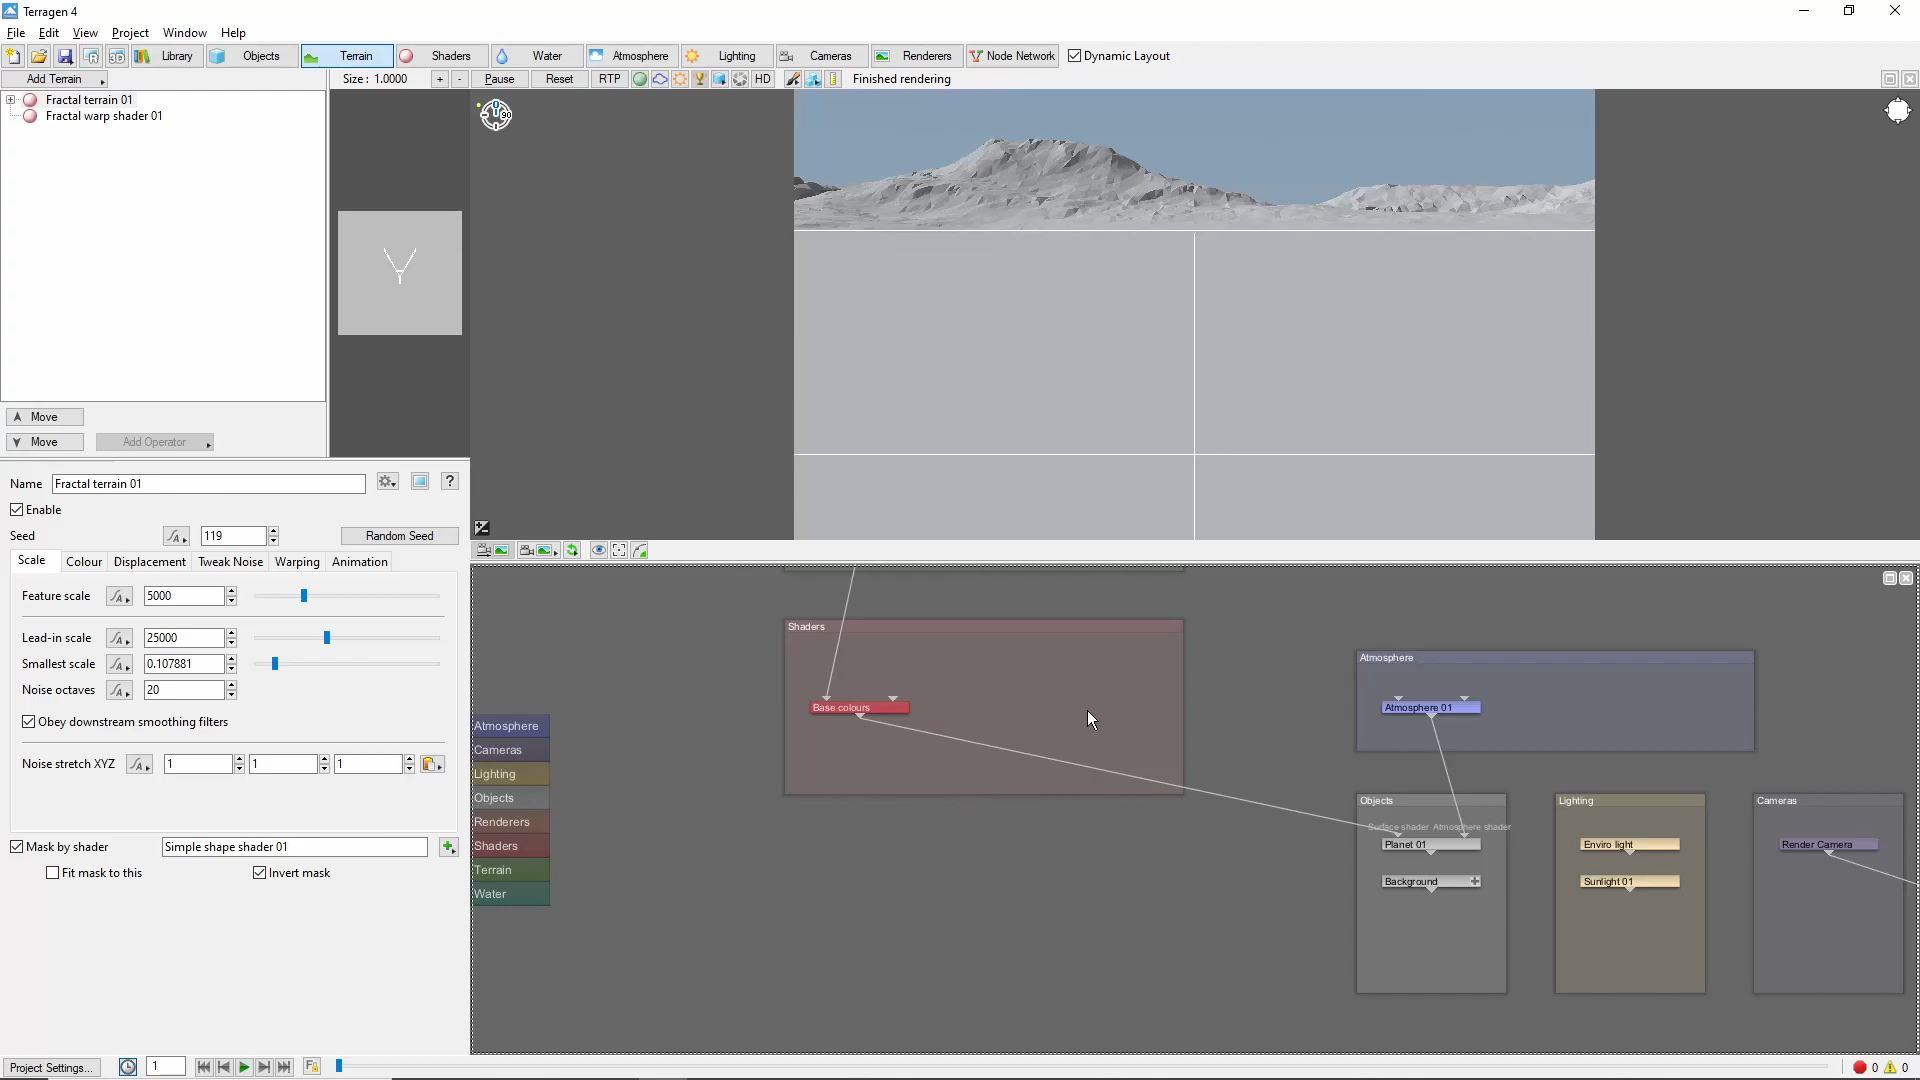 Terragen 4
File Edit View Project Window Help
Library Objects Terrain Shaders Water Atmosphere Lighting Cameras Renderers Node Network Dynamic Layout
Add Terrain Size : 1.0000 + - Pause Reset RTP HD Finished rendering
Fractal terrain 01
Fractal warp shader 01
90
Move
Move Add Operator
Name Fractal terrain 01 ?
Enable
Seed 119 Random Seed
Scale Colour Displacement Tweak Noise Warping Animation
Feature scale 5000
Lead-in scale 25000
Smallest scale 0.107881
Noise octaves 20
Obey downstream smoothing filters
Noise stretch XYZ 1 1 1
Mask by shader Simple shape shader 01
Fit mask to this Invert mask
Shaders
Base colours
Atmosphere
Atmosphere 01
Atmosphere
Cameras
Lighting
Objects
Renderers
Shaders
Terrain
Water
Objects
Surface shader Atmosphere shader
Planet 01
Background
Lighting
Enviro light
Sunlight 01
Cameras
Render Camera
Project Settings... 1 0 0